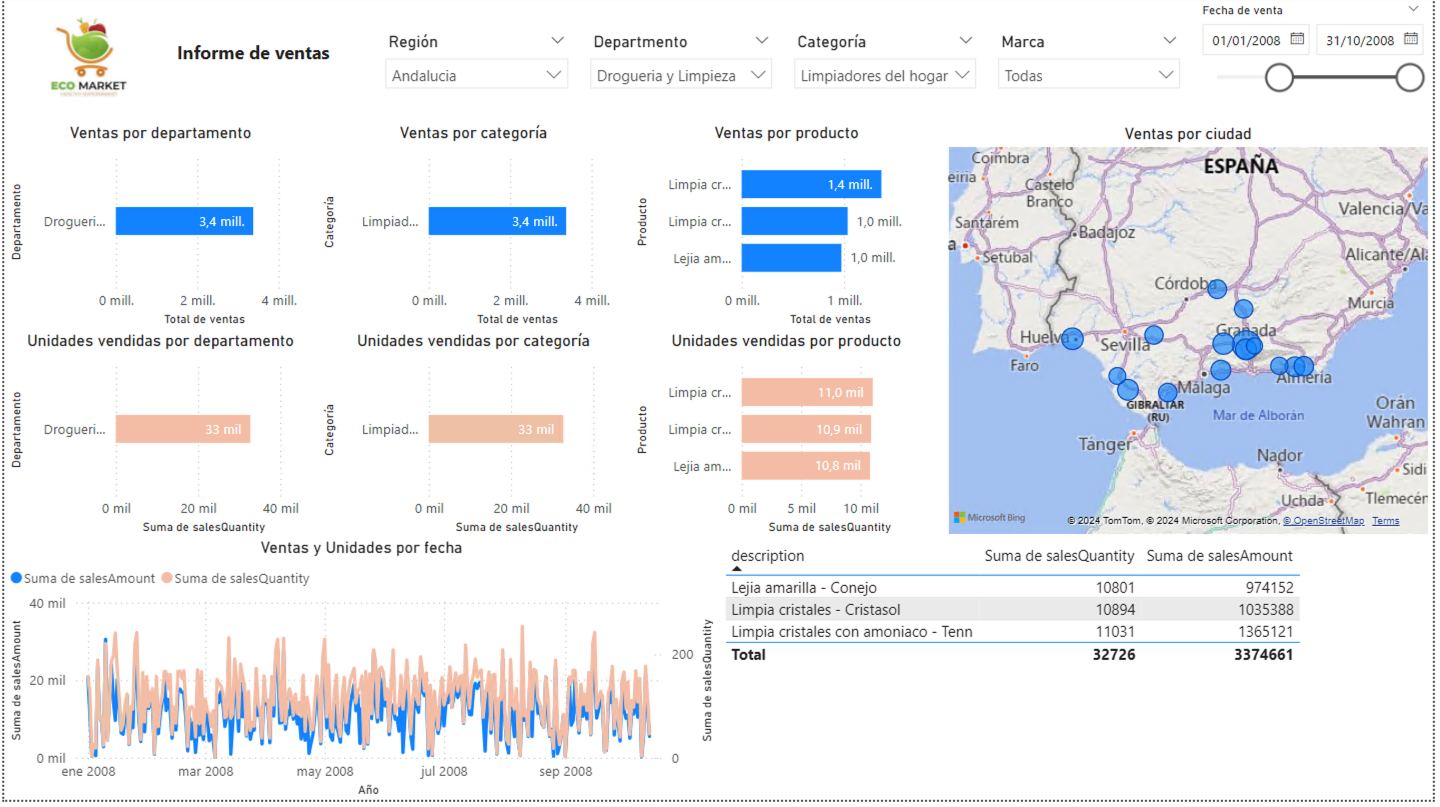 ECO MARKET
Informe de ventas
Región
Andalucia
Departmento
Drogueria y Limpieza
Categoría
Limpiadores del hogar
Marca
Todas
Fecha de venta
01/01/2008
31/10/2008
Ventas por departamento
Departamento
Drogueri...
3,4 mill.
0 mill. 2 mill. 4 mill.
Total de ventas
Ventas por categoría
Categoría
Limpiad...
3,4 mill.
0 mill. 2 mill. 4 mill.
Total de ventas
Ventas por producto
Producto
Limpia cr... 1,4 mill.
Limpia cr... 1,0 mill.
Lejia am... 1,0 mill.
0 mill. 1 mill.
Total de ventas
Ventas por ciudad
Coimbra
ESPAÑA
eiria
Castelo
Branco
Valencia/Va
Santarém
Badajoz
a
Setúbal
Alicante/Ala
Córdoba
Murcia
Huelva
Sevilla
Granada
Faro
Málaga
Almería
GIBRALTAR
(RU)
Mar de Alborán
Orán
Wahran
Tánger
Nador
Sidi
Uchda
Tlemecén
Microsoft Bing
© 2024 TomTom, © 2024 Microsoft Corporation, © OpenStreetMap Terms
Unidades vendidas por departamento
Departamento
Drogueri...
33 mil
0 mil 20 mil 40 mil
Suma de salesQuantity
Unidades vendidas por categoría
Categoría
Limpiad...
33 mil
0 mil 20 mil 40 mil
Suma de salesQuantity
Unidades vendidas por producto
Producto
Limpia cr... 11,0 mil
Limpia cr... 10,9 mil
Lejia am... 10,8 mil
0 mil 5 mil 10 mil
Suma de salesQuantity
Ventas y Unidades por fecha
Suma de salesAmount Suma de salesQuantity
Suma de salesAmount
40 mil
20 mil
0 mil
200
0
Suma de salesQuantity
ene 2008 mar 2008 may 2008 jul 2008 sep 2008
Año
description Suma de salesQuantity Suma de salesAmount
Lejia amarilla - Conejo 10801 974152
Limpia cristales - Cristasol 10894 1035388
Limpia cristales con amoniaco - Tenn 11031 1365121
Total 32726 3374661